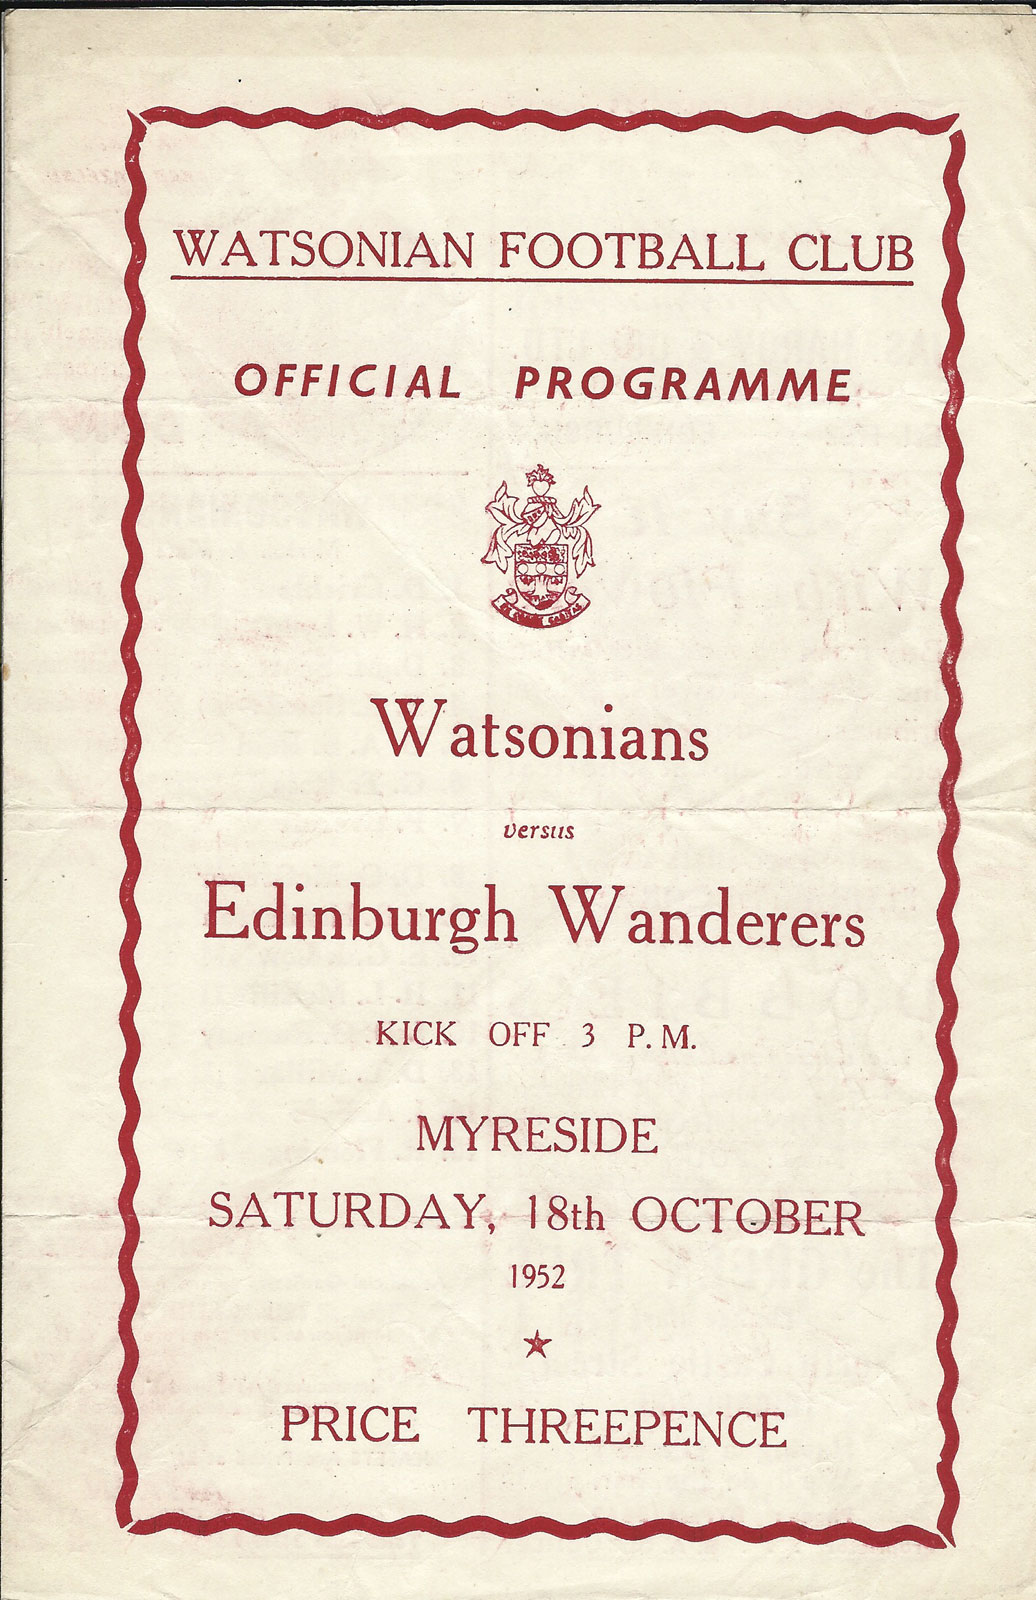 WATSONIAN FOOTBALL CLUB
OFFICIAL PROGRAMME
Watsonians
versus
Edinburgh Wanderers
KICK OFF 3 P.M.
MYRESIDE
SATURDAY, 18th OCTOBER
1952
PRICE THREEPENCE